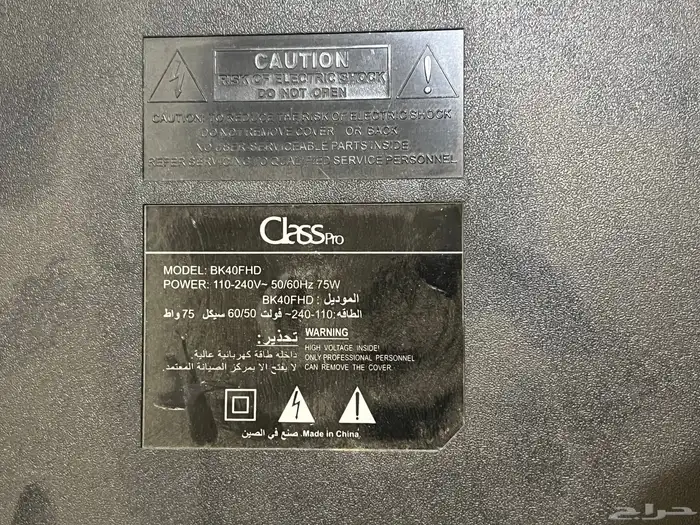 CAUTION
RISK OF ELECTRIC SHOCK
DO NOT OPEN
CAUTION: TO REDUCE THE RISK OF ELECTRIC SHOCK
DO NOT REMOVE COVER OR BACK
NO USER SERVICEABLE PARTS INSIDE
REFER SERVICING TO QUALIFIED SERVICE PERSONNEL
Class Pro
MODEL: BK40FHD
POWER: 110-240V~ 50/60Hz 75W
الموديل : BK40FHD
الطاقه:110-240~ فولت 60/50 سيكل 75 واط
تحذير: WARNING
HIGH VOLTAGE INSIDE!
داخله طاقة كهربائية عالية. ONLY PROFESSIONAL PERSONNEL
لا يفتح الا بمركز الصيانة المعتمد. CAN REMOVE THE COVER.
صنع في الصين .Made in China
حراج